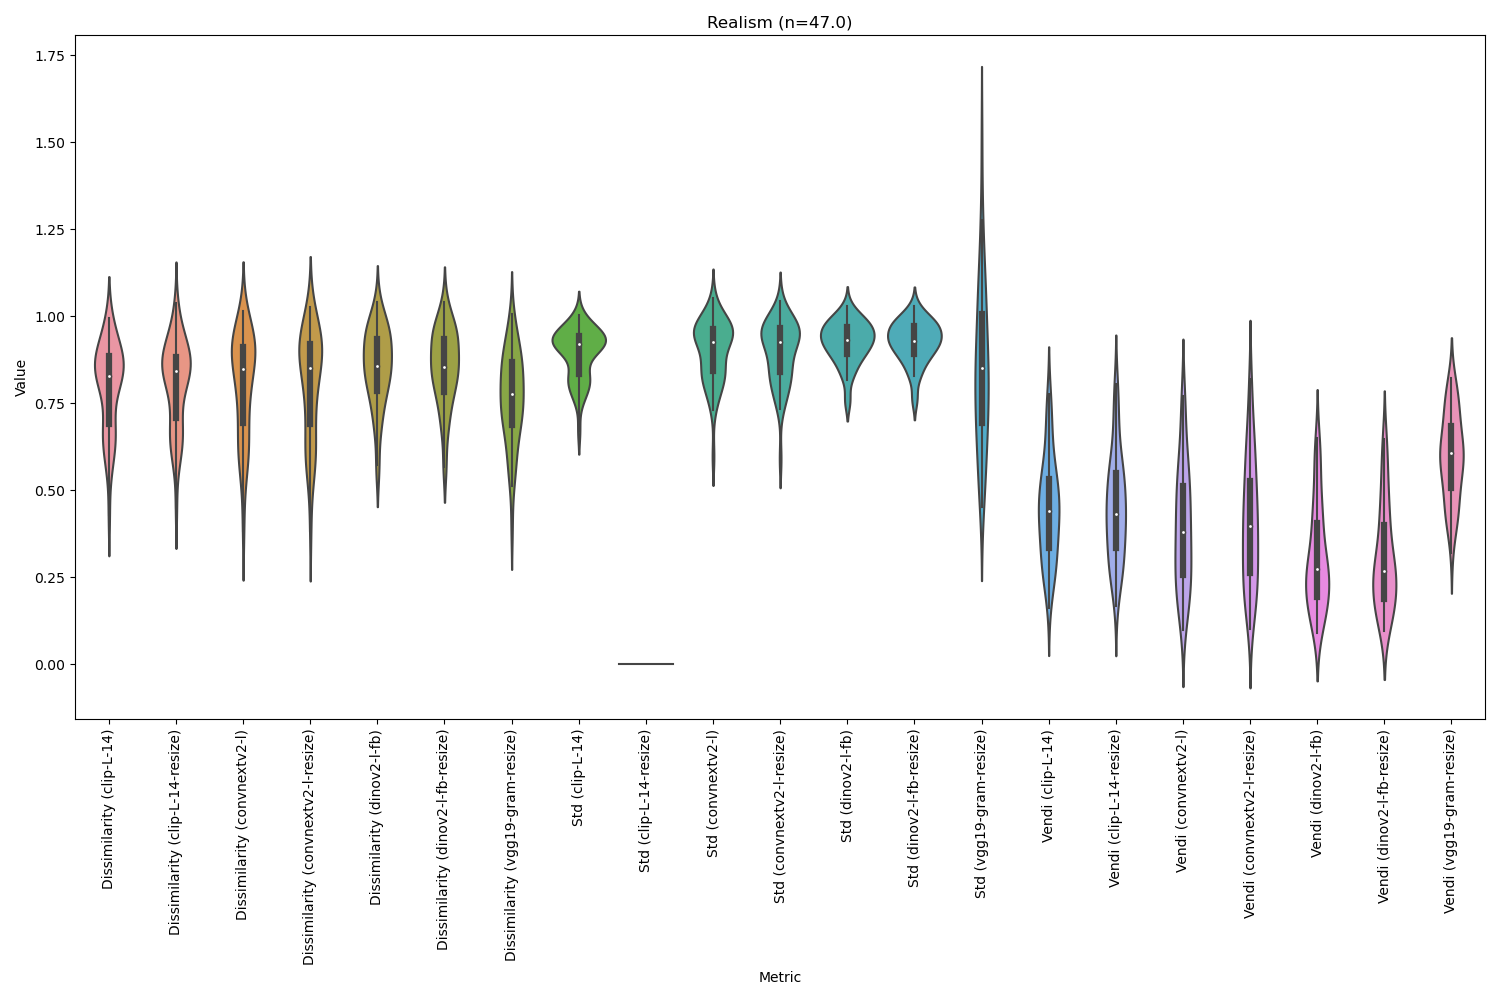 Realism (n=47.0)
1.75
1.50
1.25
1.00
0.75
0.50
0.25
0.00
Value
Dissimilarity (clip-L-14)
Dissimilarity (clip-L-14-resize)
Dissimilarity (convnextv2-l)
Dissimilarity (convnextv2-l-resize)
Dissimilarity (dinov2-l-fb)
Dissimilarity (dinov2-l-fb-resize)
Dissimilarity (vgg19-gram-resize)
Std (clip-L-14)
Std (clip-L-14-resize)
Std (convnextv2-l)
Std (convnextv2-l-resize)
Std (dinov2-l-fb)
Std (dinov2-l-fb-resize)
Std (vgg19-gram-resize)
Vendi (clip-L-14)
Vendi (clip-L-14-resize)
Vendi (convnextv2-l)
Vendi (convnextv2-l-resize)
Vendi (dinov2-l-fb)
Vendi (dinov2-l-fb-resize)
Vendi (vgg19-gram-resize)
Metric